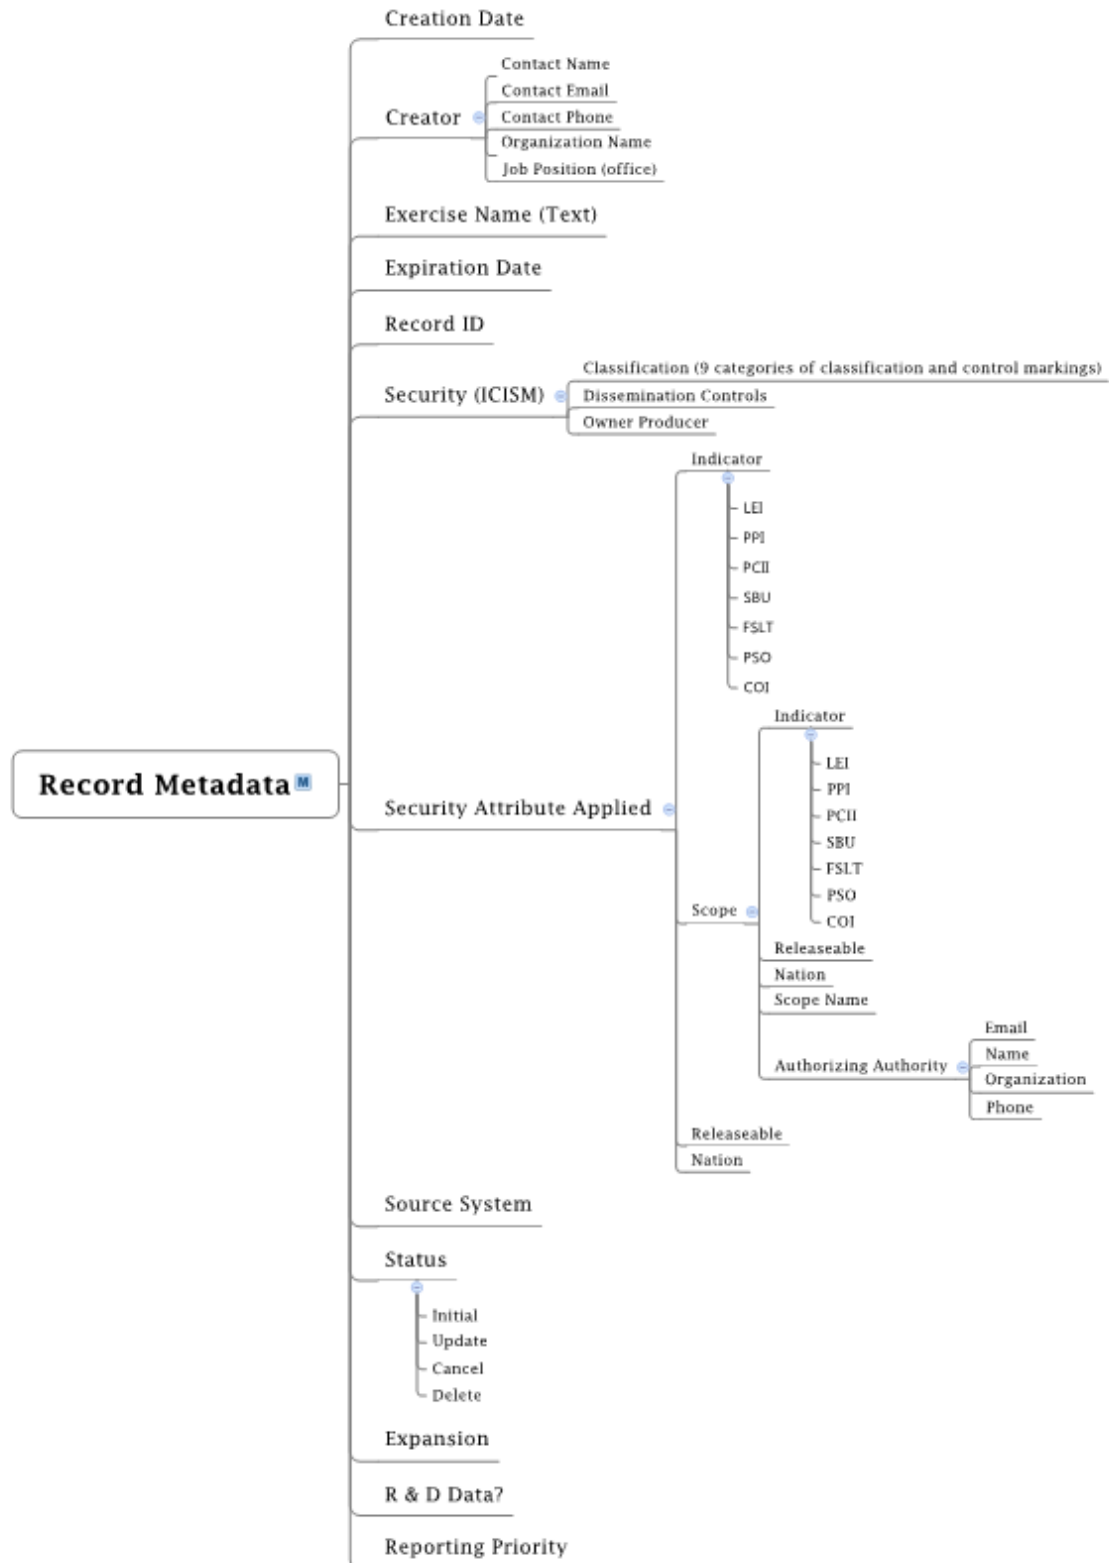 Creation Date
Contact Name
Contact Email
Creator
Contact Phone
Organization Name
Job Position (office)
Exercise Name (Text)
Expiration Date
Record ID
Classification (9 categories of classification and control markings)
Security (ICISM)
Dissemination Controls
Owner Producer
Indicator
LEI
PPI
PCII
SBU
FSLT
PSO
COI
Indicator
LEI
Record Metadata M
PPI
Security Attribute Applied
PCII
SBU
FSLT
PSO
Scope
COI
Releaseable
Nation
Scope Name
Email
Name
Authorizing Authority
Organization
Phone
Releaseable
Nation
Source System
Status
Initial
Update
Cancel
Delete
Expansion
R & D Data?
Reporting Priority